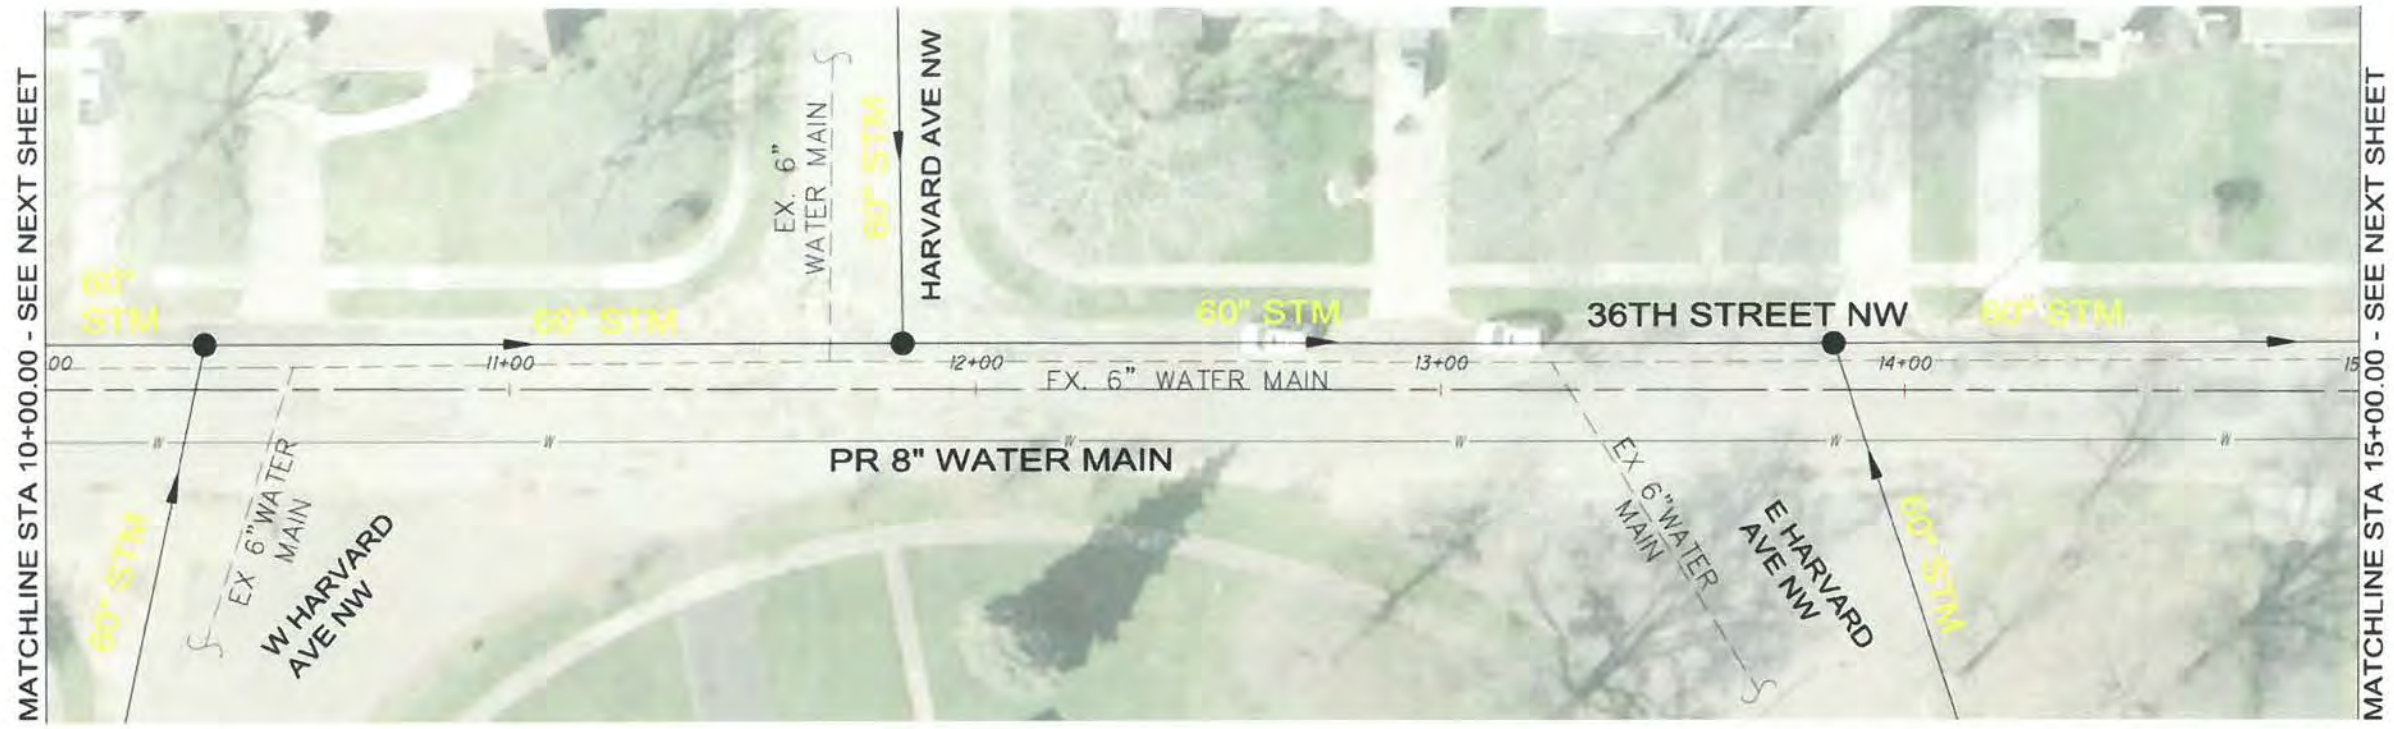 MATCHLINE STA 10+00.00 - SEE NEXT SHEET
EX. 6"
WATER MAIN
60" STM
HARVARD AVE NW
60"
STM
60" STM
60" STM
36TH STREET NW
60" STM
00
11+00
12+00
13+00
14+00
15
EX. 6" WATER MAIN
W
W
W
W
W
W
PR 8" WATER MAIN
60" STM
EX 6"WATER
MAIN
W HARVARD
AVE NW
EX 6"WATER
MAIN
E HARVARD
AVE NW
60" STM
MATCHLINE STA 15+00.00 - SEE NEXT SHEET